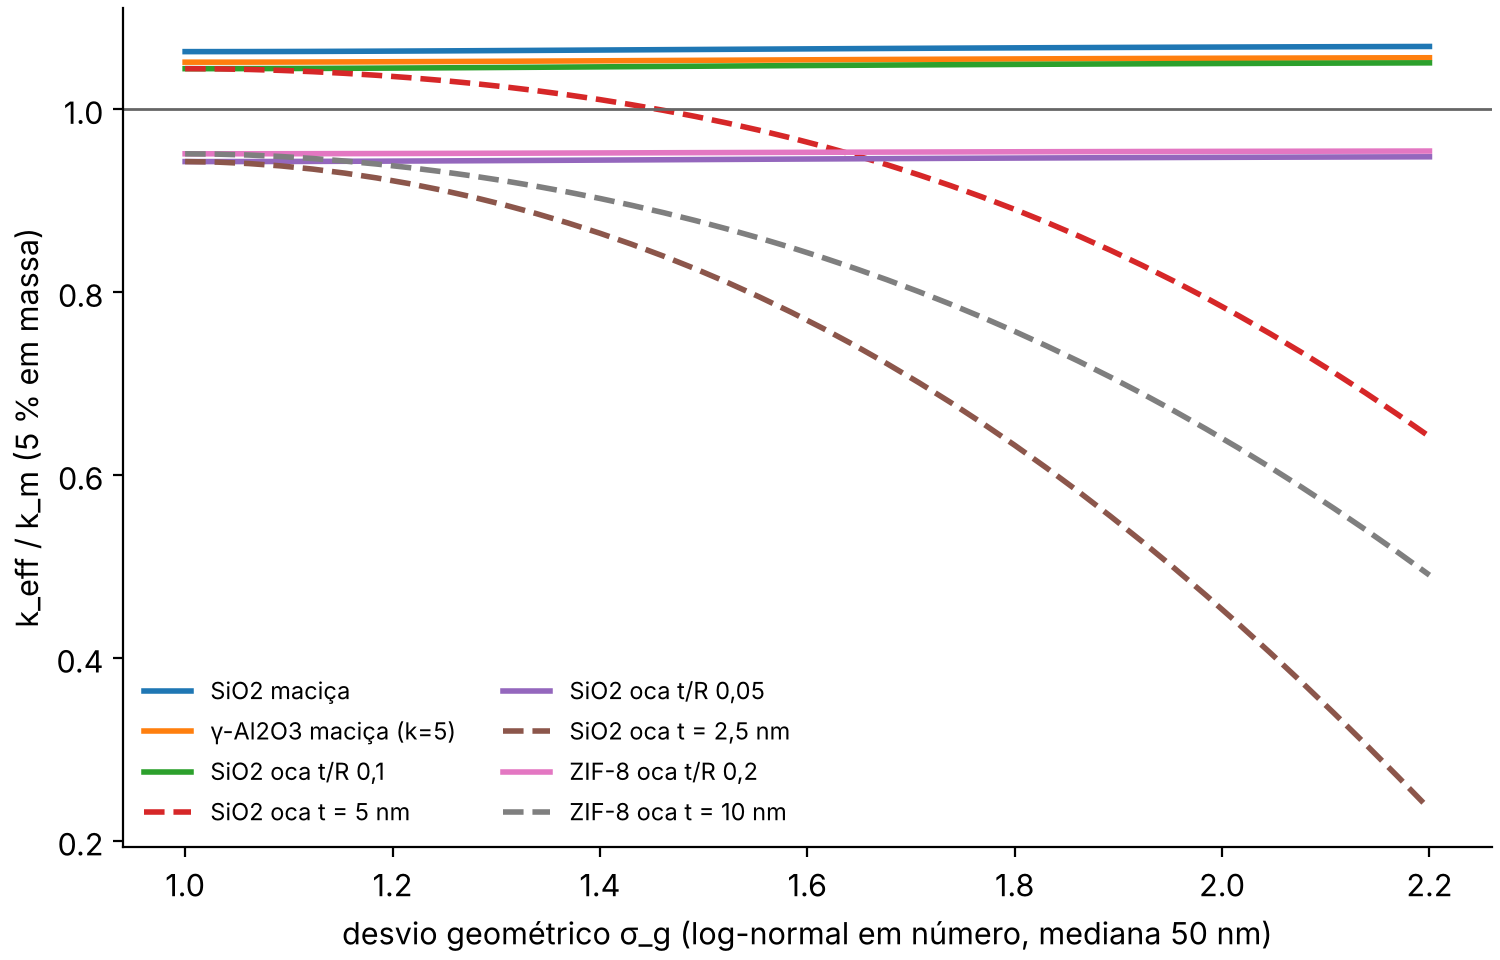 k_eff / k_m (5 % em massa)
1.0
0.8
0.6
0.4
0.2
SiO2 maciça
γ-Al2O3 maciça (k=5)
SiO2 oca t/R 0,1
SiO2 oca t = 5 nm
SiO2 oca t/R 0,05
SiO2 oca t = 2,5 nm
ZIF-8 oca t/R 0,2
ZIF-8 oca t = 10 nm
1.0 1.2 1.4 1.6 1.8 2.0 2.2
desvio geométrico σ_g (log-normal em número, mediana 50 nm)